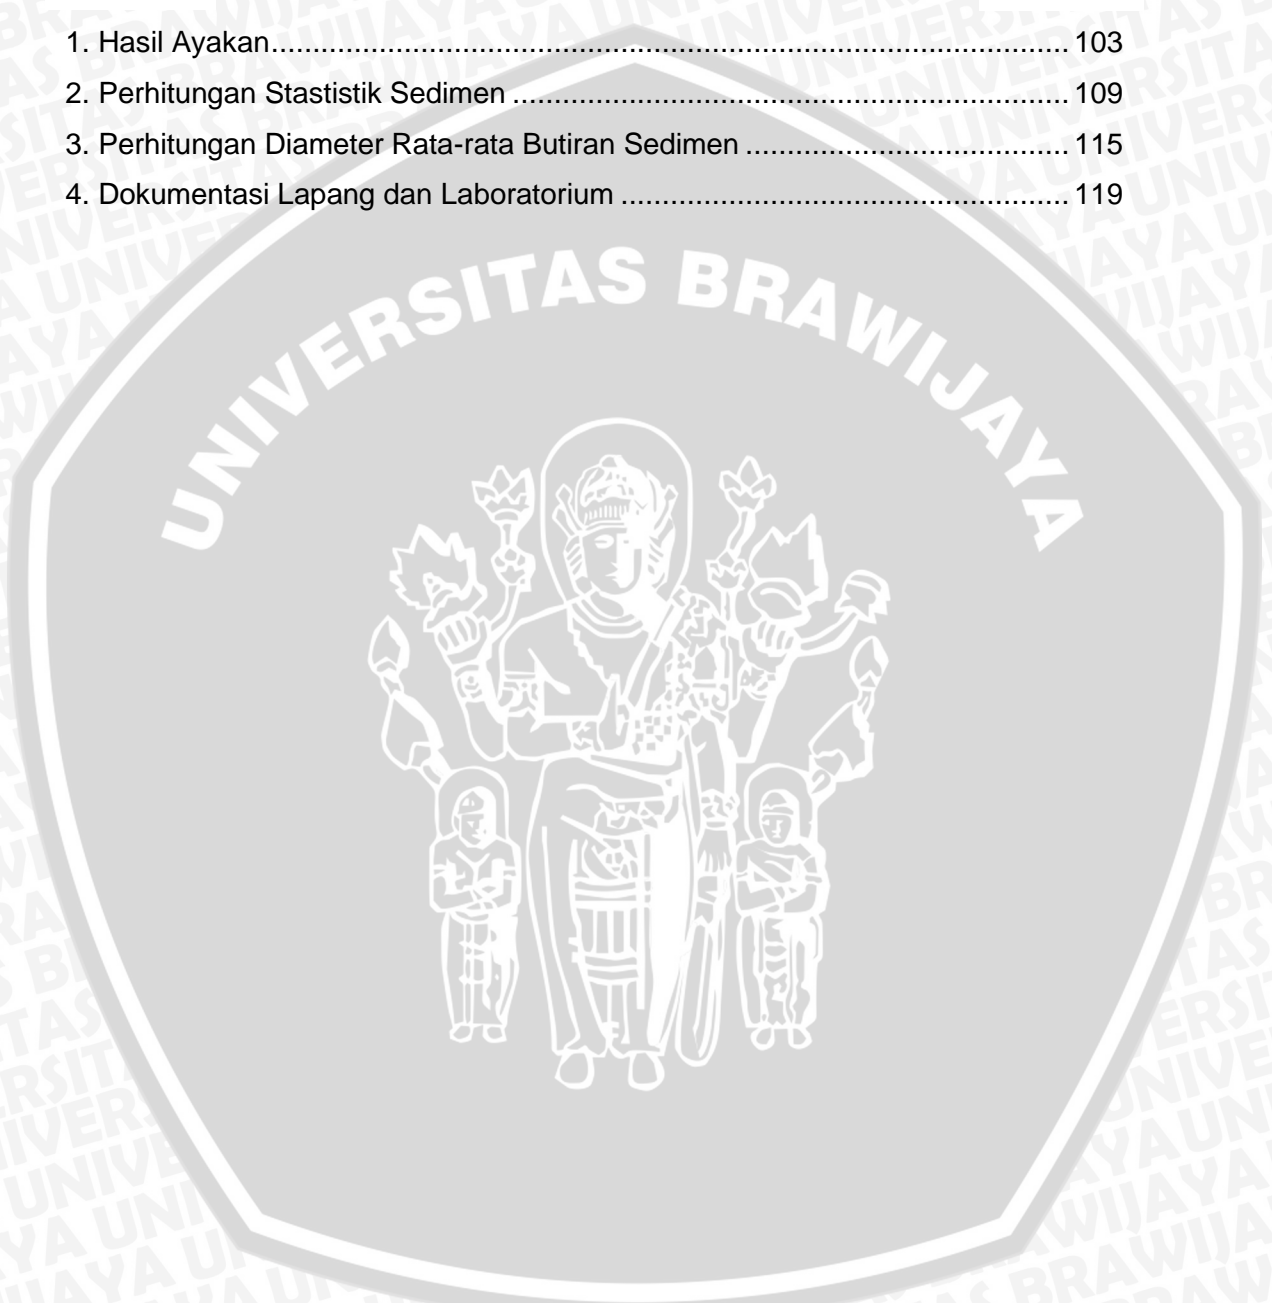 1. Hasil Ayakan................................................................................................ 103
2. Perhitungan Stastistik Sedimen .................................................................... 109
3. Perhitungan Diameter Rata-rata Butiran Sedimen ....................................... 115
4. Dokumentasi Lapang dan Laboratorium ...................................................... 119
UNIVERSITAS BRAWIJAYA